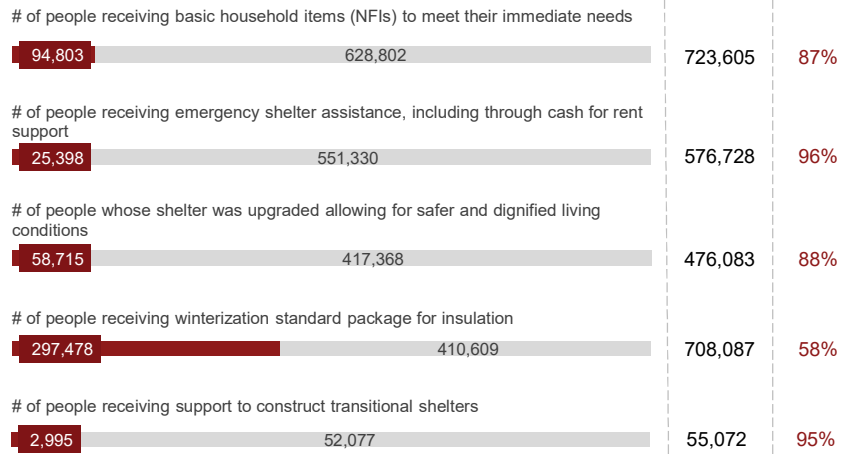 # of people receiving basic household items (NFIs) to meet their immediate needs
94,803 628,802 723,605 87%
# of people receiving emergency shelter assistance, including through cash for rent
support
25,398 551,330 576,728 96%
# of people whose shelter was upgraded allowing for safer and dignified living
conditions
58,715 417,368 476,083 88%
# of people receiving winterization standard package for insulation
297,478 410,609 708,087 58%
# of people receiving support to construct transitional shelters
2,995 52,077 55,072 95%